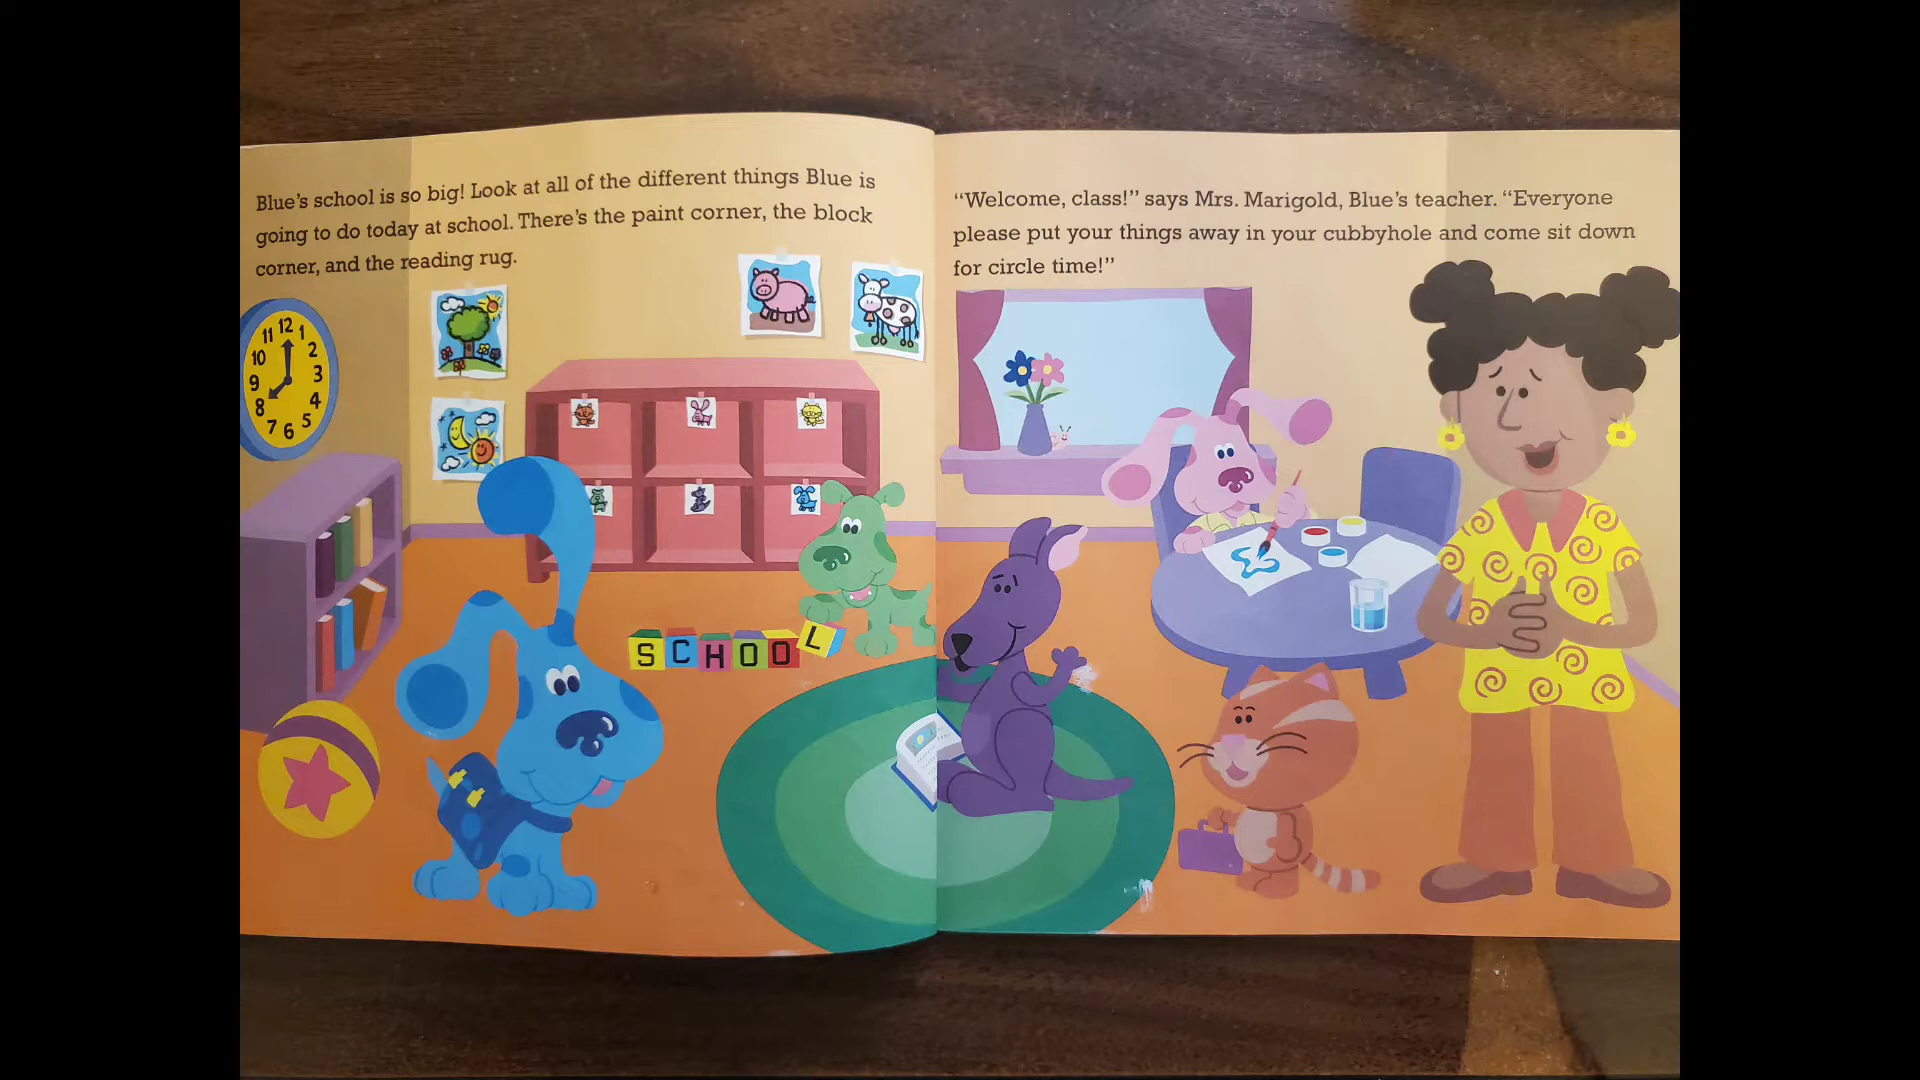 Blue's school is so big! Look at all of the different things Blue is
going to do today at school. There's the paint corner, the block
corner, and the reading rug.
11 12 1
10 2
9 3
8 4
7 6 5
SCHOOL
“Welcome, class!” says Mrs. Marigold, Blue's teacher. “Everyone
please put your things away in your cubbyhole and come sit down
for circle time!”